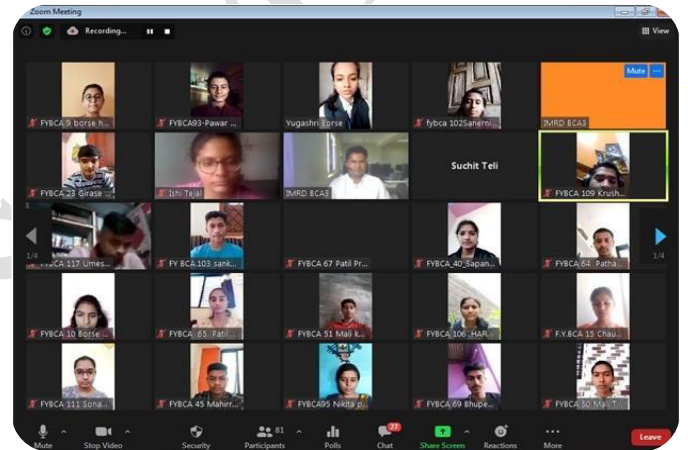 Zoom Meeting
Recording...
View
Mute ...
FYBCA 9 borse h...
FYBCA93-Pawar ...
Yugashri Borse
fybca 102Sanerni...
IMRD BCA3
FYBCA 23 Girase ...
Ishi Tejal
IMRD BCA3
Suchit Teli
FYBCA 109 Krush...
1/4
CA 117 Umes...
FY BCA.103 sank...
FYBCA 67 Patil Pr...
FYBCA_40_Sapan...
FYBCA 64 Patha...
1/4
FYBCA 10 Borse ...
FYBCA 65 Patil ...
FYBCA 51 Mali k...
FYBCA 106 .HAR...
F.Y.BCA 15 Chau...
FYBCA 111 Sona...
FYBCA 45 Mahirr...
FYBCA95 Nikita p...
FYBCA 69 Bhupe...
FYBCA 50 Mali T...
Mute
Stop Video
Security
81
Participants
Polls
27
Chat
Share Screen
Reactions
More
Leave